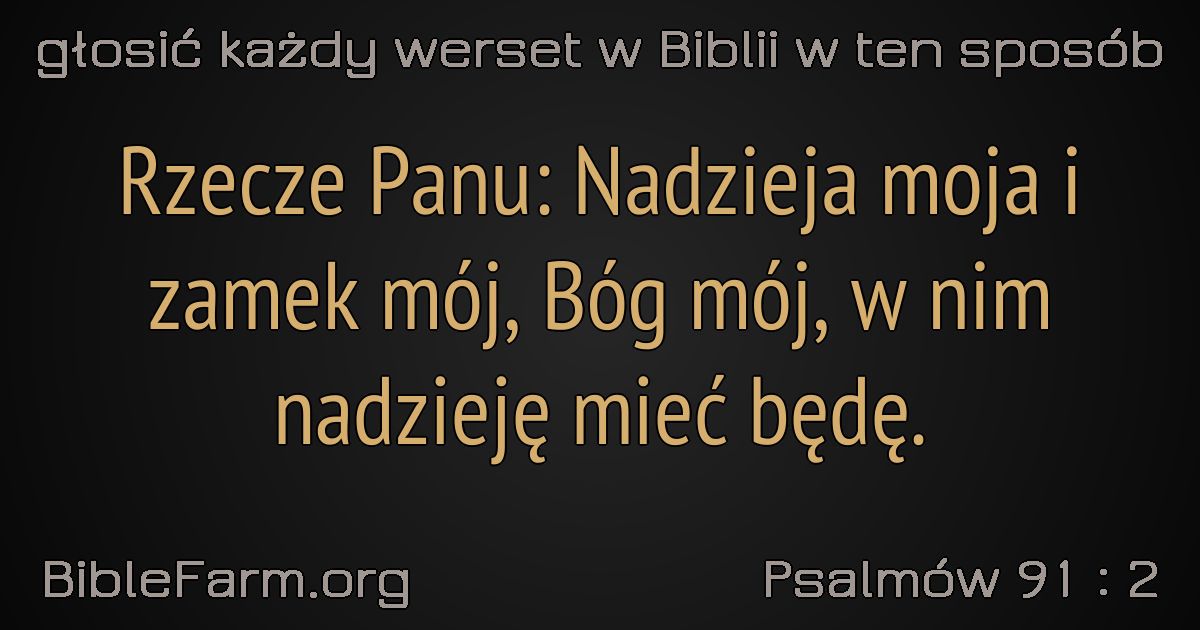 głosić każdy werset w Biblii w ten sposób
Rzecze Panu: Nadzieja moja i
zamek mój, Bóg mój, w nim
nadzieję mieć będę.
BibleFarm.org
Psalmów 91 : 2